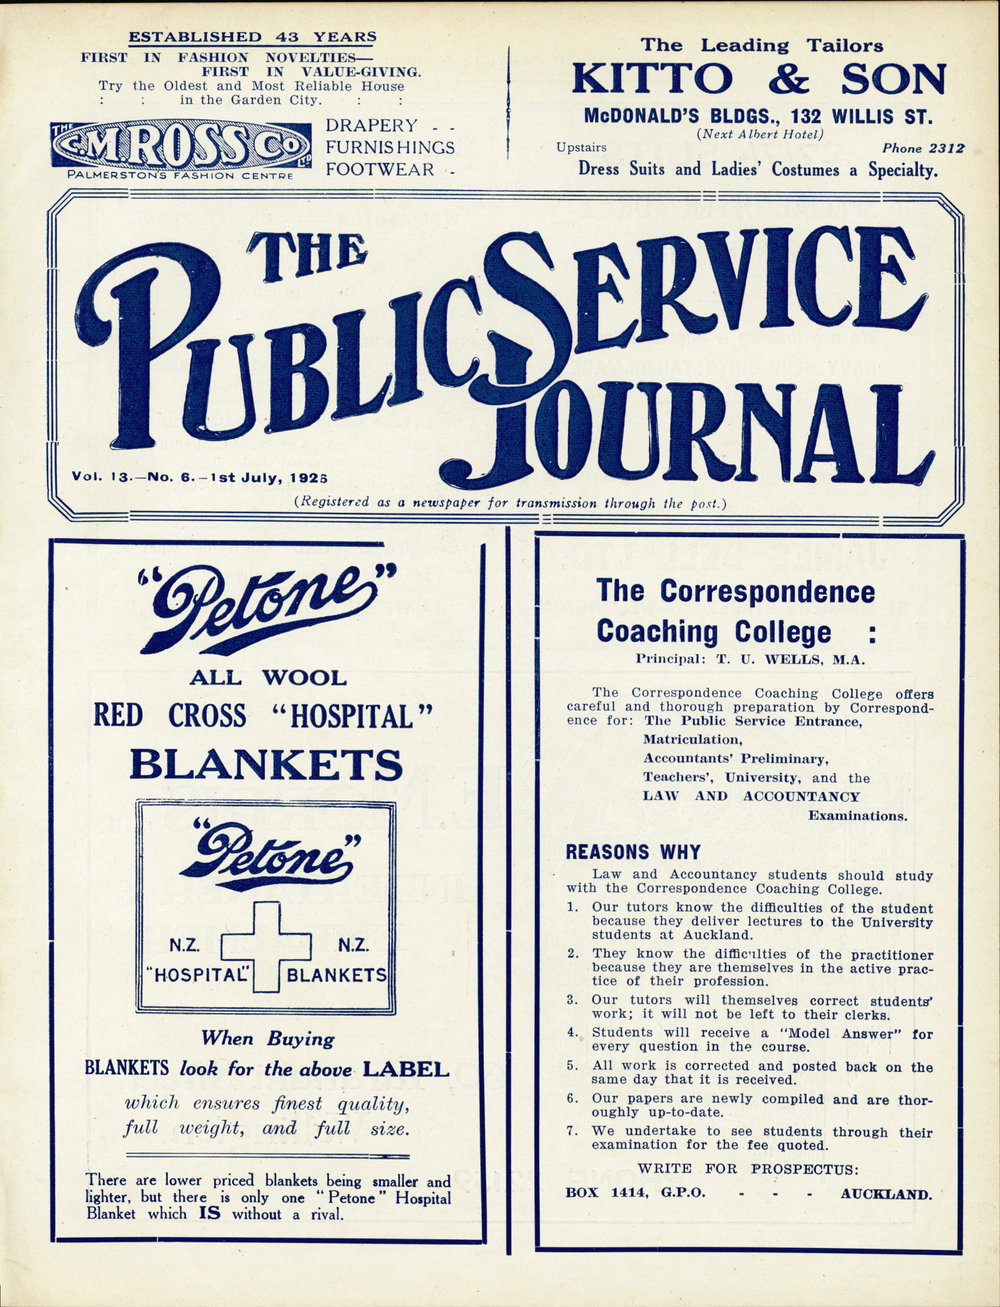 ESTABLISHED 43 YEARS
FIRST IN FASHION NOVELTIES—
FIRST IN VALUE-GIVING.
Try the Oldest and Most Reliable House
: : in the Garden City. : :
THE C.M. ROSS CO LTD
PALMERSTON'S FASHION CENTRE
DRAPERY - -
FURNISHINGS
FOOTWEAR -
The Leading Tailors
KITTO & SON
McDONALD'S BLDGS., 132 WILLIS ST.
(Next Albert Hotel)
Upstairs Phone 2312
Dress Suits and Ladies' Costumes a Specialty.
THE
PUBLIC SERVICE
JOURNAL
Vol. 13.—No. 6.—1st July, 1926
(Registered as a newspaper for transmission through the post.)
"Petone"
ALL WOOL
RED CROSS "HOSPITAL"
BLANKETS
"Petone"
N.Z. N.Z.
"HOSPITAL" BLANKETS
When Buying
BLANKETS look for the above LABEL
which ensures finest quality,
full weight, and full size.
There are lower priced blankets being smaller and
lighter, but there is only one "Petone" Hospital
Blanket which IS without a rival.
The Correspondence
Coaching College :
Principal: T. U. WELLS, M.A.
The Correspondence Coaching College offers
careful and thorough preparation by Correspond-
ence for: The Public Service Entrance,
Matriculation,
Accountants' Preliminary,
Teachers', University, and the
LAW AND ACCOUNTANCY
Examinations.
REASONS WHY
Law and Accountancy students should study
with the Correspondence Coaching College.
1. Our tutors know the difficulties of the student
because they deliver lectures to the University
students at Auckland.
2. They know the difficulties of the practitioner
because they are themselves in the active prac-
tice of their profession.
3. Our tutors will themselves correct students'
work; it will not be left to their clerks.
4. Students will receive a "Model Answer" for
every question in the course.
5. All work is corrected and posted back on the
same day that it is received.
6. Our papers are newly compiled and are thor-
oughly up-to-date.
7. We undertake to see students through their
examination for the fee quoted.
WRITE FOR PROSPECTUS:
BOX 1414, G.P.O. - - - AUCKLAND.